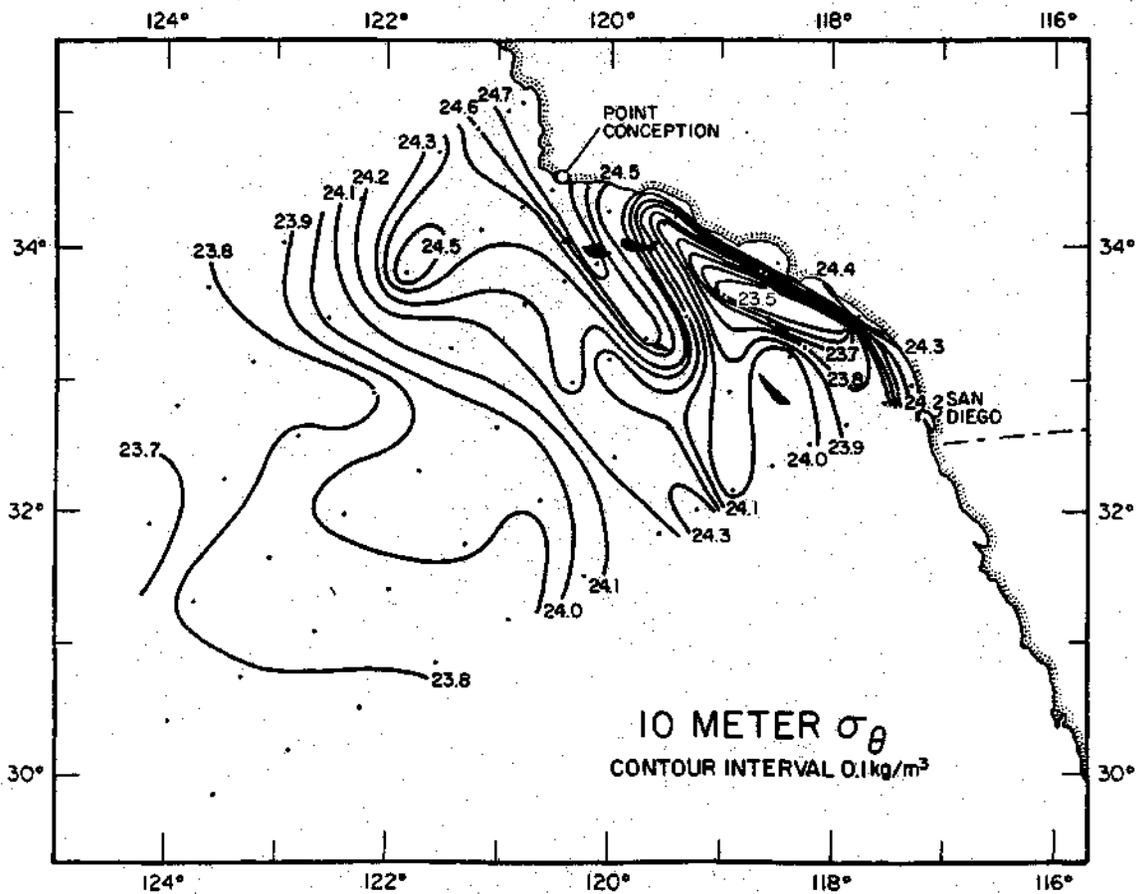 124° 122° 120° 118° 116°
24.6 24.7
POINT
CONCEPTION
24.3
24.5
24.2
24.1
23.9
34° 23.8 24.5 34°
24.4
23.5
24.3
23.7
23.8
24.2 SAN
DIEGO
23.7
24.0 23.9
32° 24.1 32°
24.3
24.1
24.0
23.8
10 METER σθ
CONTOUR INTERVAL 0.1kg/m³
30° 30°
124° 122° 120° 118° 116°